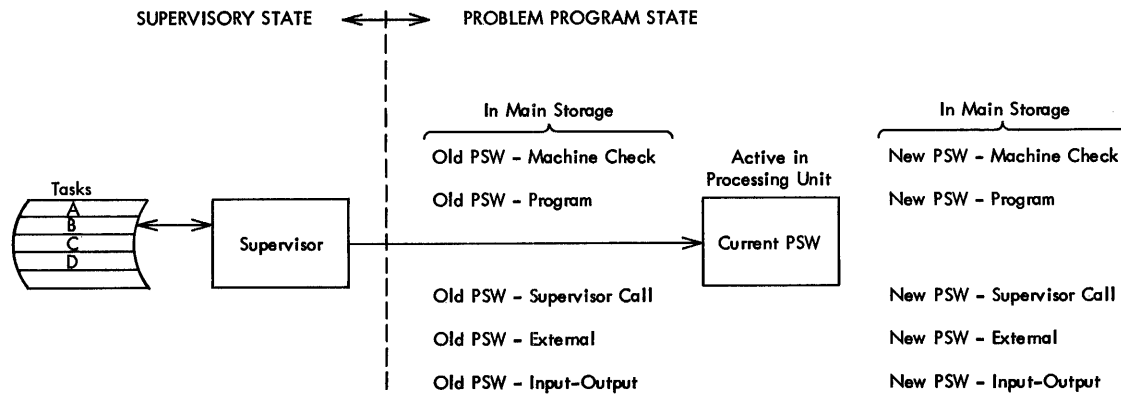 SUPERVISORY STATE
PROBLEM PROGRAM STATE
In Main Storage
In Main Storage
Old PSW - Machine Check
Active in
Processing Unit
New PSW - Machine Check
Tasks
Old PSW - Program
New PSW - Program
A
B
C
D
Supervisor
Current PSW
Old PSW - Supervisor Call
New PSW - Supervisor Call
Old PSW - External
New PSW - External
Old PSW - Input-Output
New PSW - Input-Output